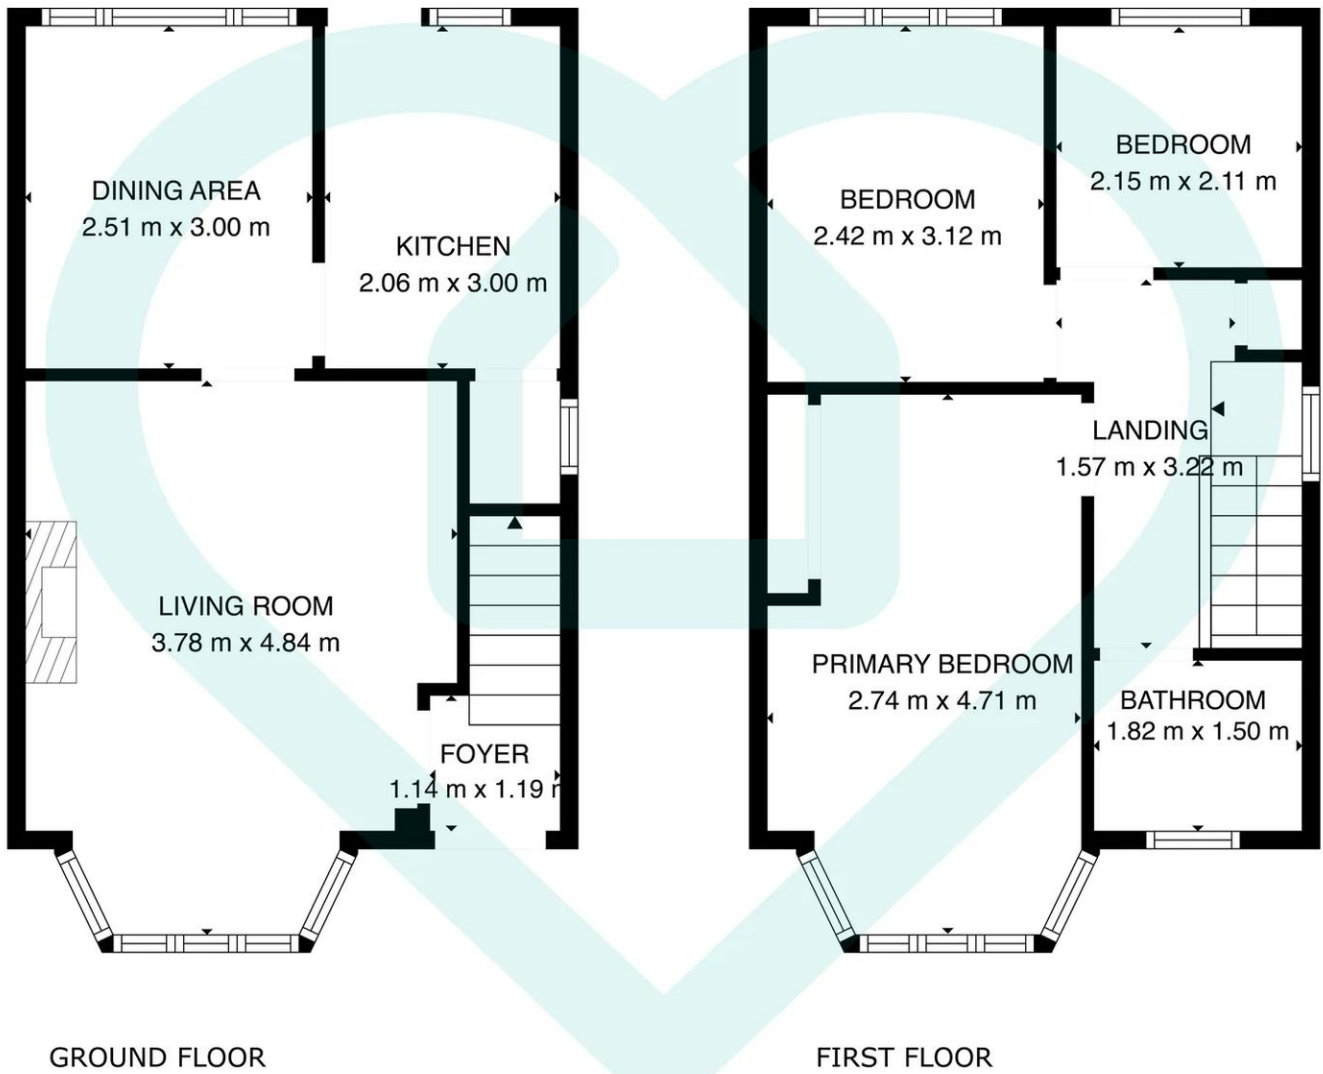 DINING AREA
2.51 m x 3.00 m
KITCHEN
2.06 m x 3.00 m
LIVING ROOM
3.78 m x 4.84 m
FOYER
1.14 m x 1.19
GROUND FLOOR
BEDROOM
2.15 m x 2.11 m
BEDROOM
2.42 m x 3.12 m
LANDING
1.57 m x 3.22 m
PRIMARY BEDROOM
2.74 m x 4.71 m
BATHROOM
1.82 m x 1.50 m
FIRST FLOOR